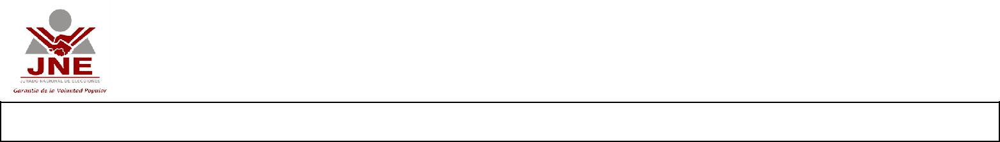 JNE
JURADO NACIONAL DE ELECCIONES
Garantía de la Voluntad Popular